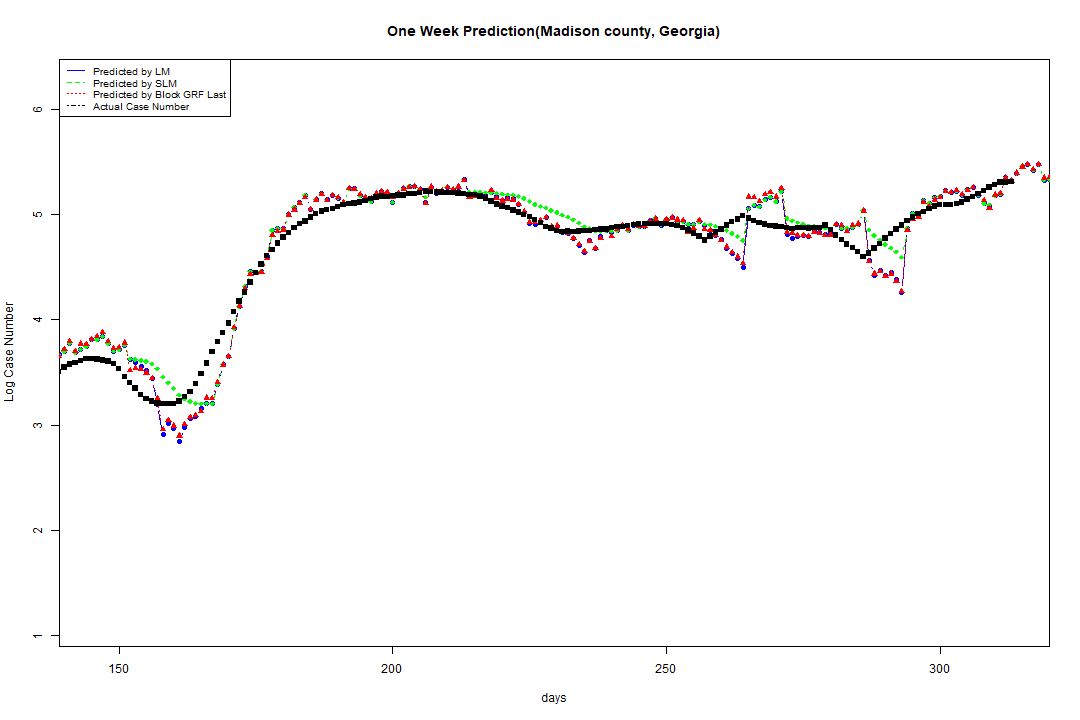 One Week Prediction(Madison county, Georgia)
Predicted by LM
Predicted by SLM
Predicted by Block GRF Last
Actual Case Number
6
5
4
3
2
1
Log Case Number
150 200 250 300
days